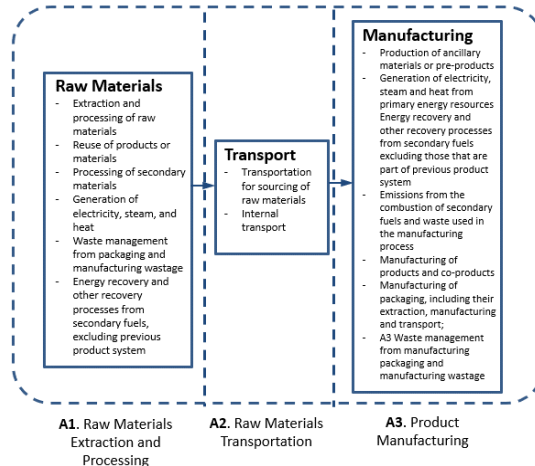 Raw Materials
- Extraction and
processing of raw
materials
- Reuse of products or
materials
- Processing of secondary
materials
- Generation of
electricity, steam, and
heat
- Waste management
from packaging and
manufacturing wastage
- Energy recovery and
other recovery
processes from
secondary fuels,
excluding previous
product system
Transport
- Transportation
for sourcing of
raw materials
- Internal
transport
Manufacturing
- Production of ancillary
materials or pre-products
- Generation of electricity,
steam and heat from
primary energy resources
Energy recovery and
other recovery processes
from secondary fuels
excluding those that are
part of previous product
system
- Emissions from the
combustion of secondary
fuels and waste used in
the manufacturing
process
- Manufacturing of
products and co-products
- Manufacturing of
packaging, including their
extraction, manufacturing
and transport;
- A3 Waste management
from manufacturing
packaging and
manufacturing wastage
A1. Raw Materials
Extraction and
Processing
A2. Raw Materials
Transportation
A3. Product
Manufacturing